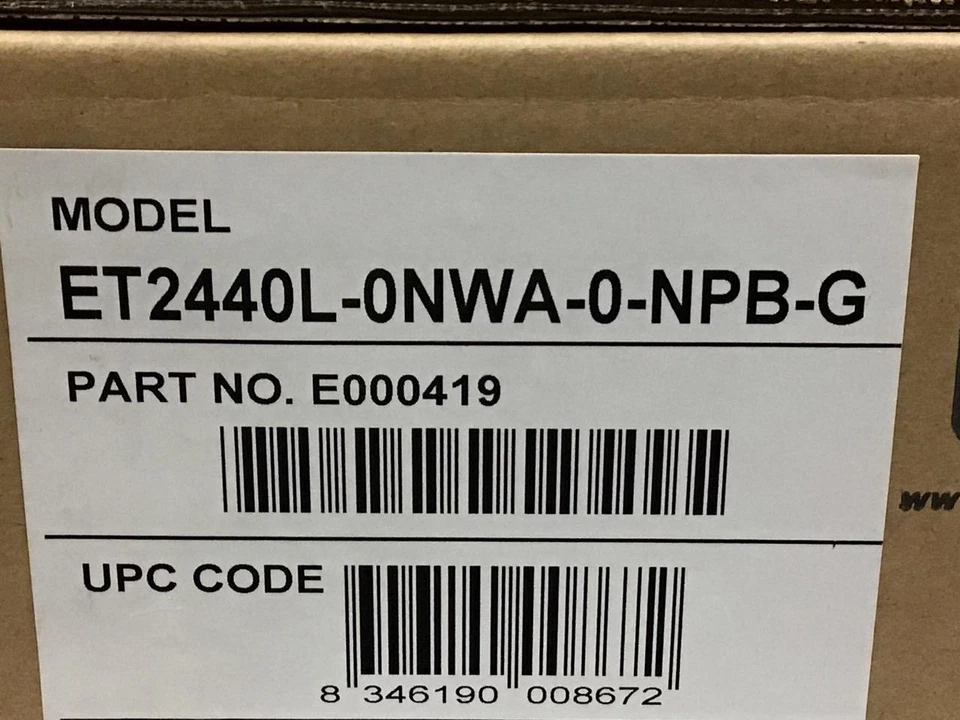 MODEL
ET2440L-0NWA-0-NPB-G
PART NO. E000419
UPC CODE
8 346190 008672